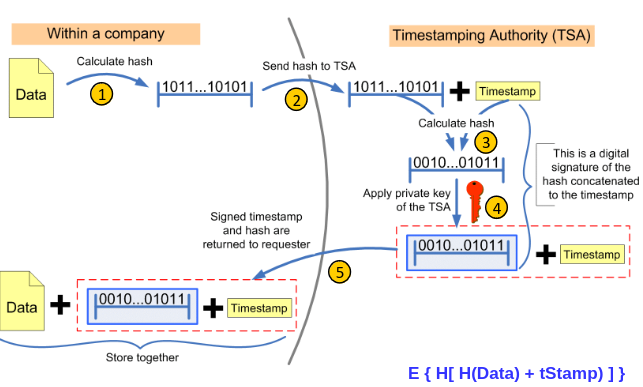 Within a company
Timestamping Authority (TSA)
Calculate hash
Send hash to TSA
Data
1
1011...10101
2
1011...10101
Timestamp
Calculate hash
3
0010...01011
This is a digital
signature of the
hash concatenated
to the timestamp
Apply private key
of the TSA
4
Signed timestamp
and hash are
returned to requester
0010...01011
Timestamp
5
Data
0010...01011
Timestamp
Store together
E { H[ H(Data) + tStamp) ] }